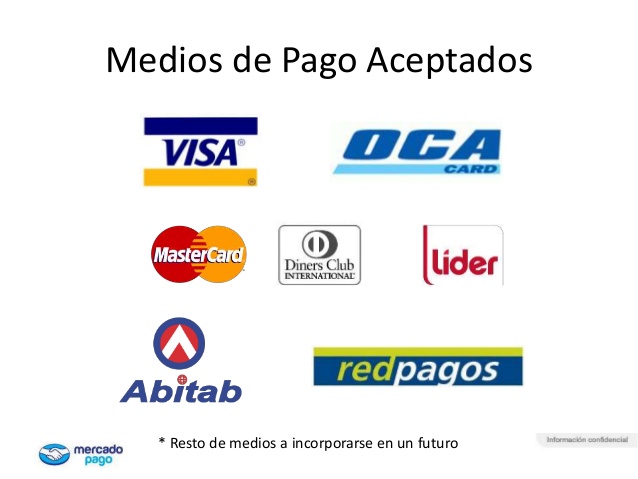 Medios de Pago Aceptados
VISA®
®
OCA
CARD
MasterCard
Diners Club
INTERNATIONAL®
Lider
Abitab
redpagos
* Resto de medios a incorporarse en un futuro
Información confidencial
mercado
pago